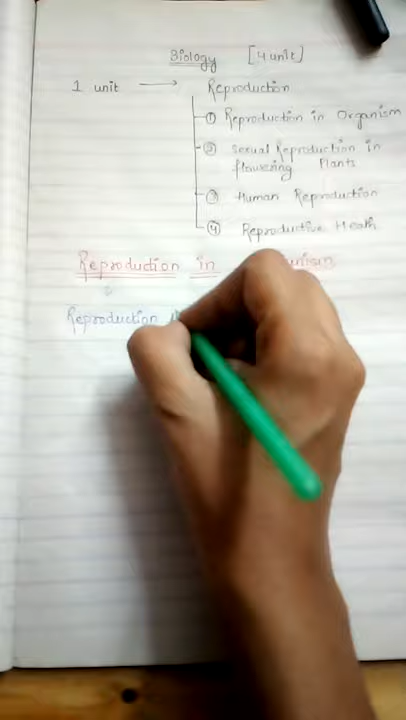 Biology [4 unit]
1 unit → Reproduction
① Reproduction in Organism
② Sexual Reproduction in
flowering Plants
③ Human Reproduction
④ Reproductive Heath
Reproduction in
Reproduction